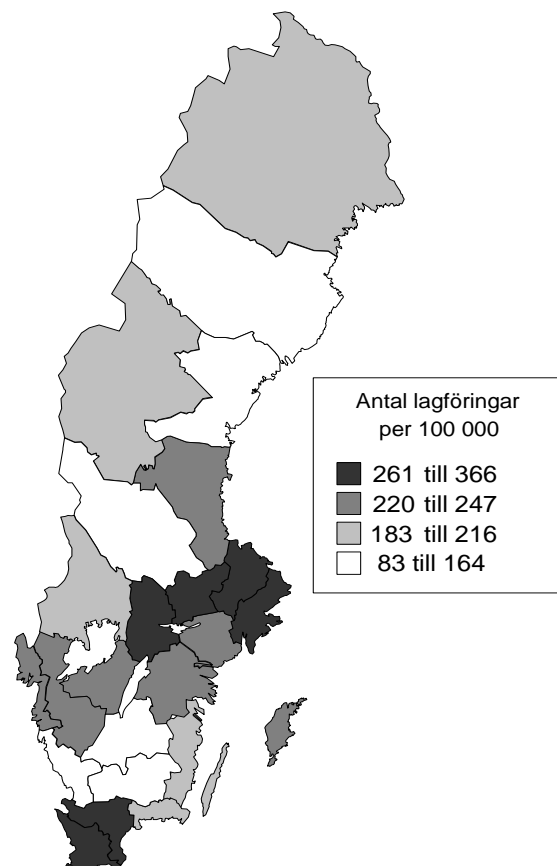 Antal lagföringar
per 100 000
261 till 366
220 till 247
183 till 216
83 till 164